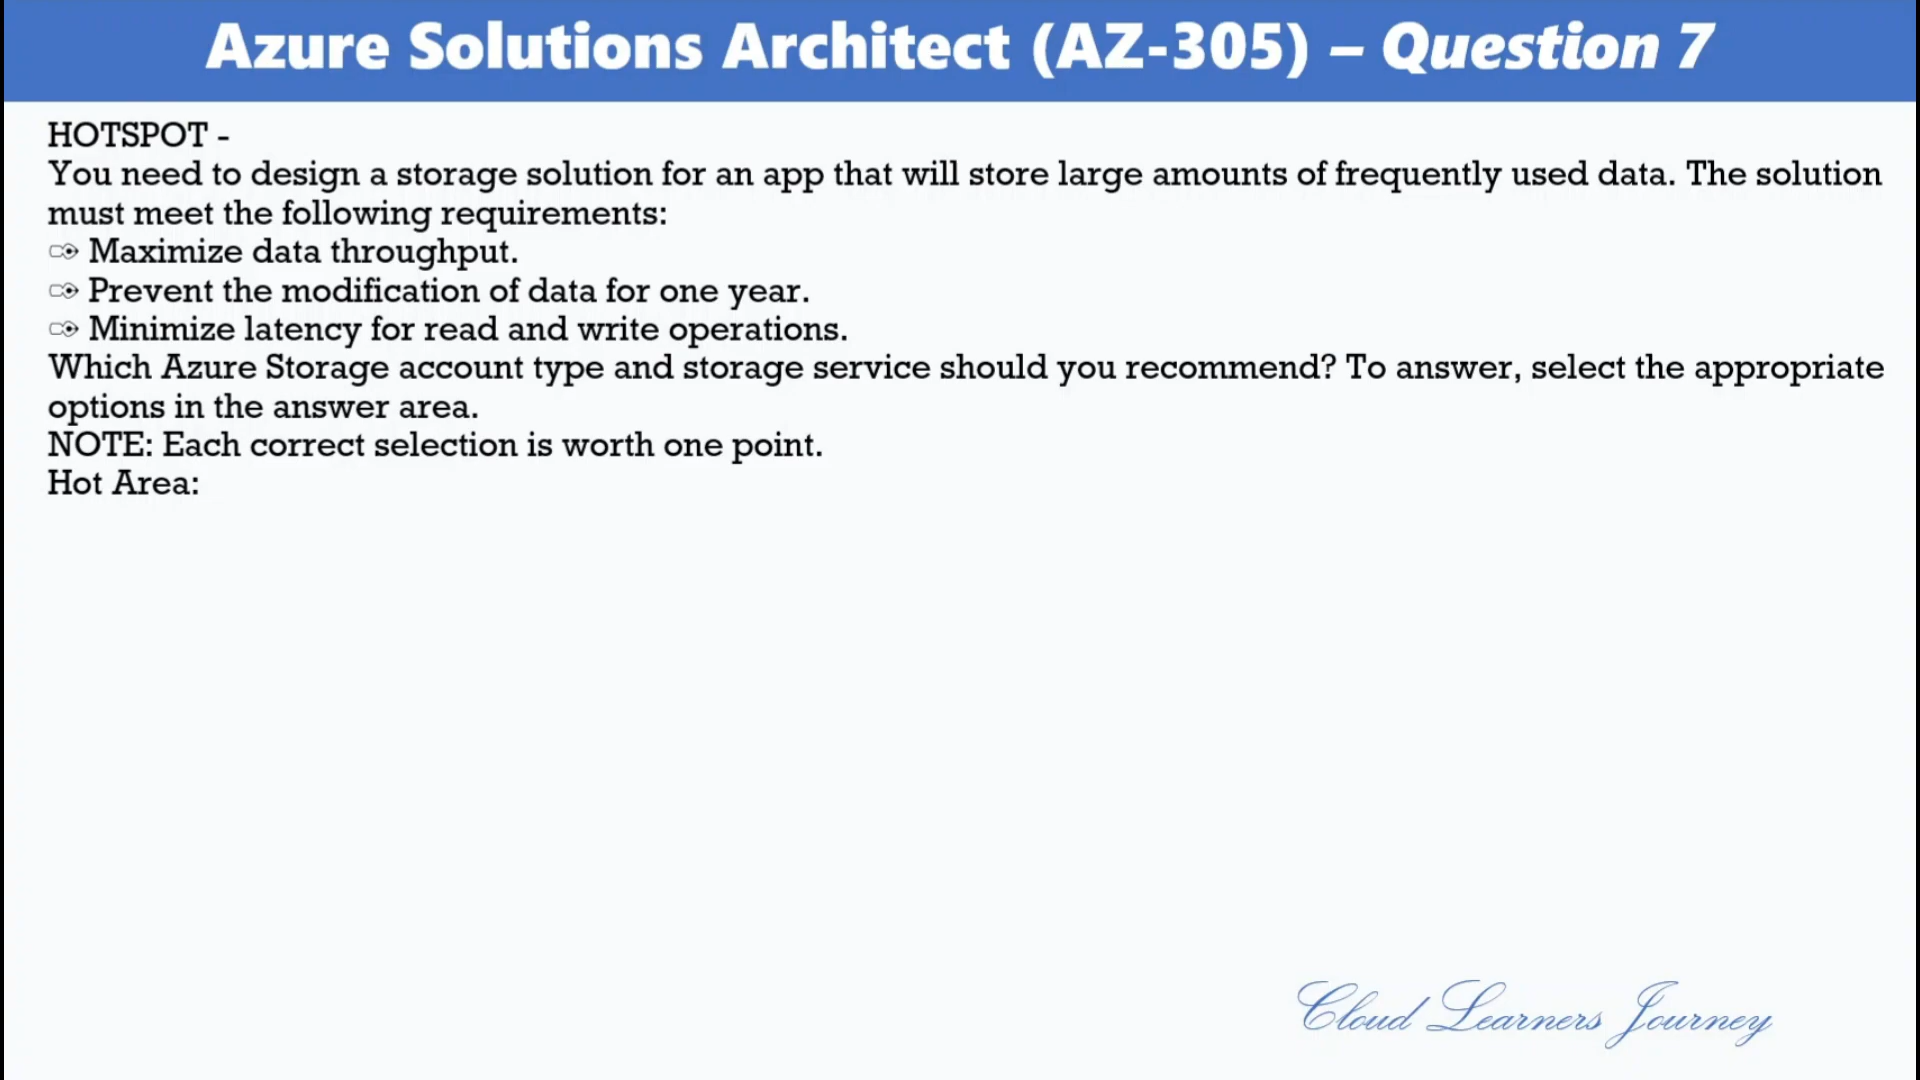 Azure Solutions Architect (AZ-305) – Question 7
HOTSPOT -
You need to design a storage solution for an app that will store large amounts of frequently used data. The solution
must meet the following requirements:
Maximize data throughput.
Prevent the modification of data for one year.
Minimize latency for read and write operations.
Which Azure Storage account type and storage service should you recommend? To answer, select the appropriate
options in the answer area.
NOTE: Each correct selection is worth one point.
Hot Area:
Cloud Learners Journey